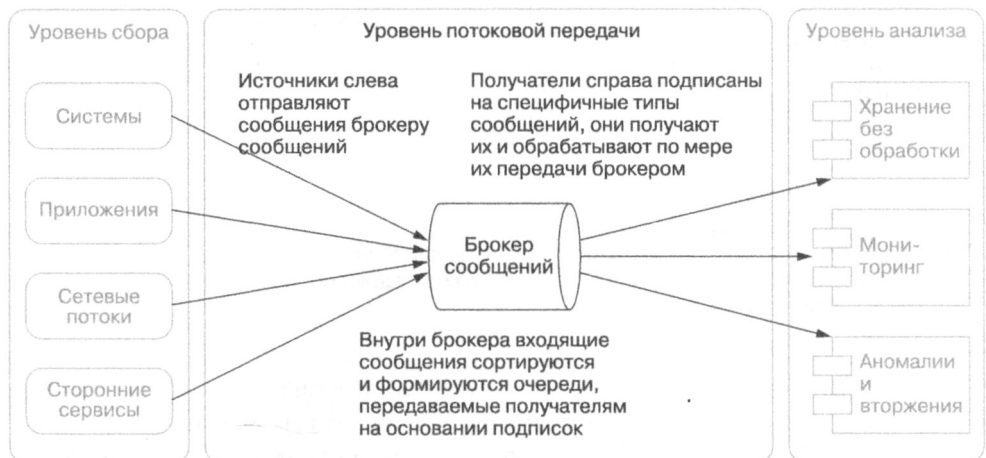 Уровень сбора
Системы
Приложения
Сетевые
потоки
Сторонние
сервисы
Уровень потоковой передачи
Источники слева
отправляют
сообщения брокеру
сообщений
Получатели справа подписаны
на специфичные типы
сообщений, они получают
их и обрабатывают по мере
их передачи брокером
Брокер
сообщений
Внутри брокера входящие
сообщения сортируются
и формируются очереди,
передаваемые получателям
на основании подписок
Уровень анализа
Хранение
без
обработки
Мони-
торинг
Аномалии
и
вторжения